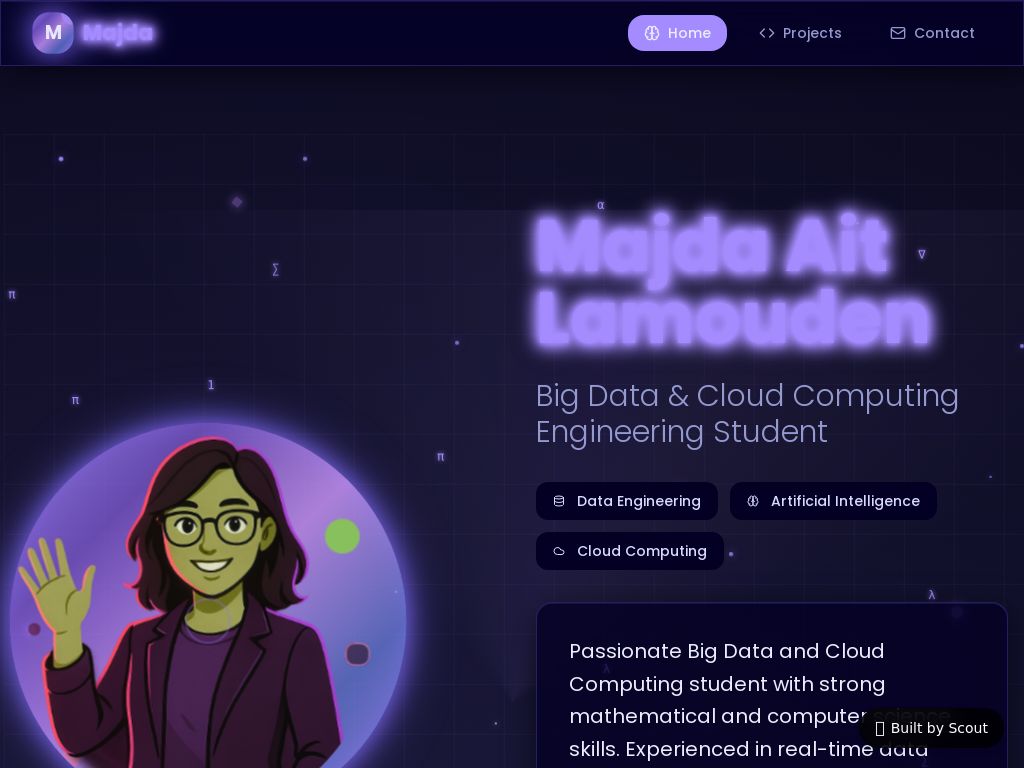 M Majda
Home
Projects
Contact
α
Majda Ait
Lamouden
∇
∑
π
1
π
π
Big Data & Cloud Computing
Engineering Student
Data Engineering
Artificial Intelligence
Cloud Computing
λ
Passionate Big Data and Cloud
λ
Computing student with strong
mathematical and computer science
skills. Experienced in real-time data
Built by Scout